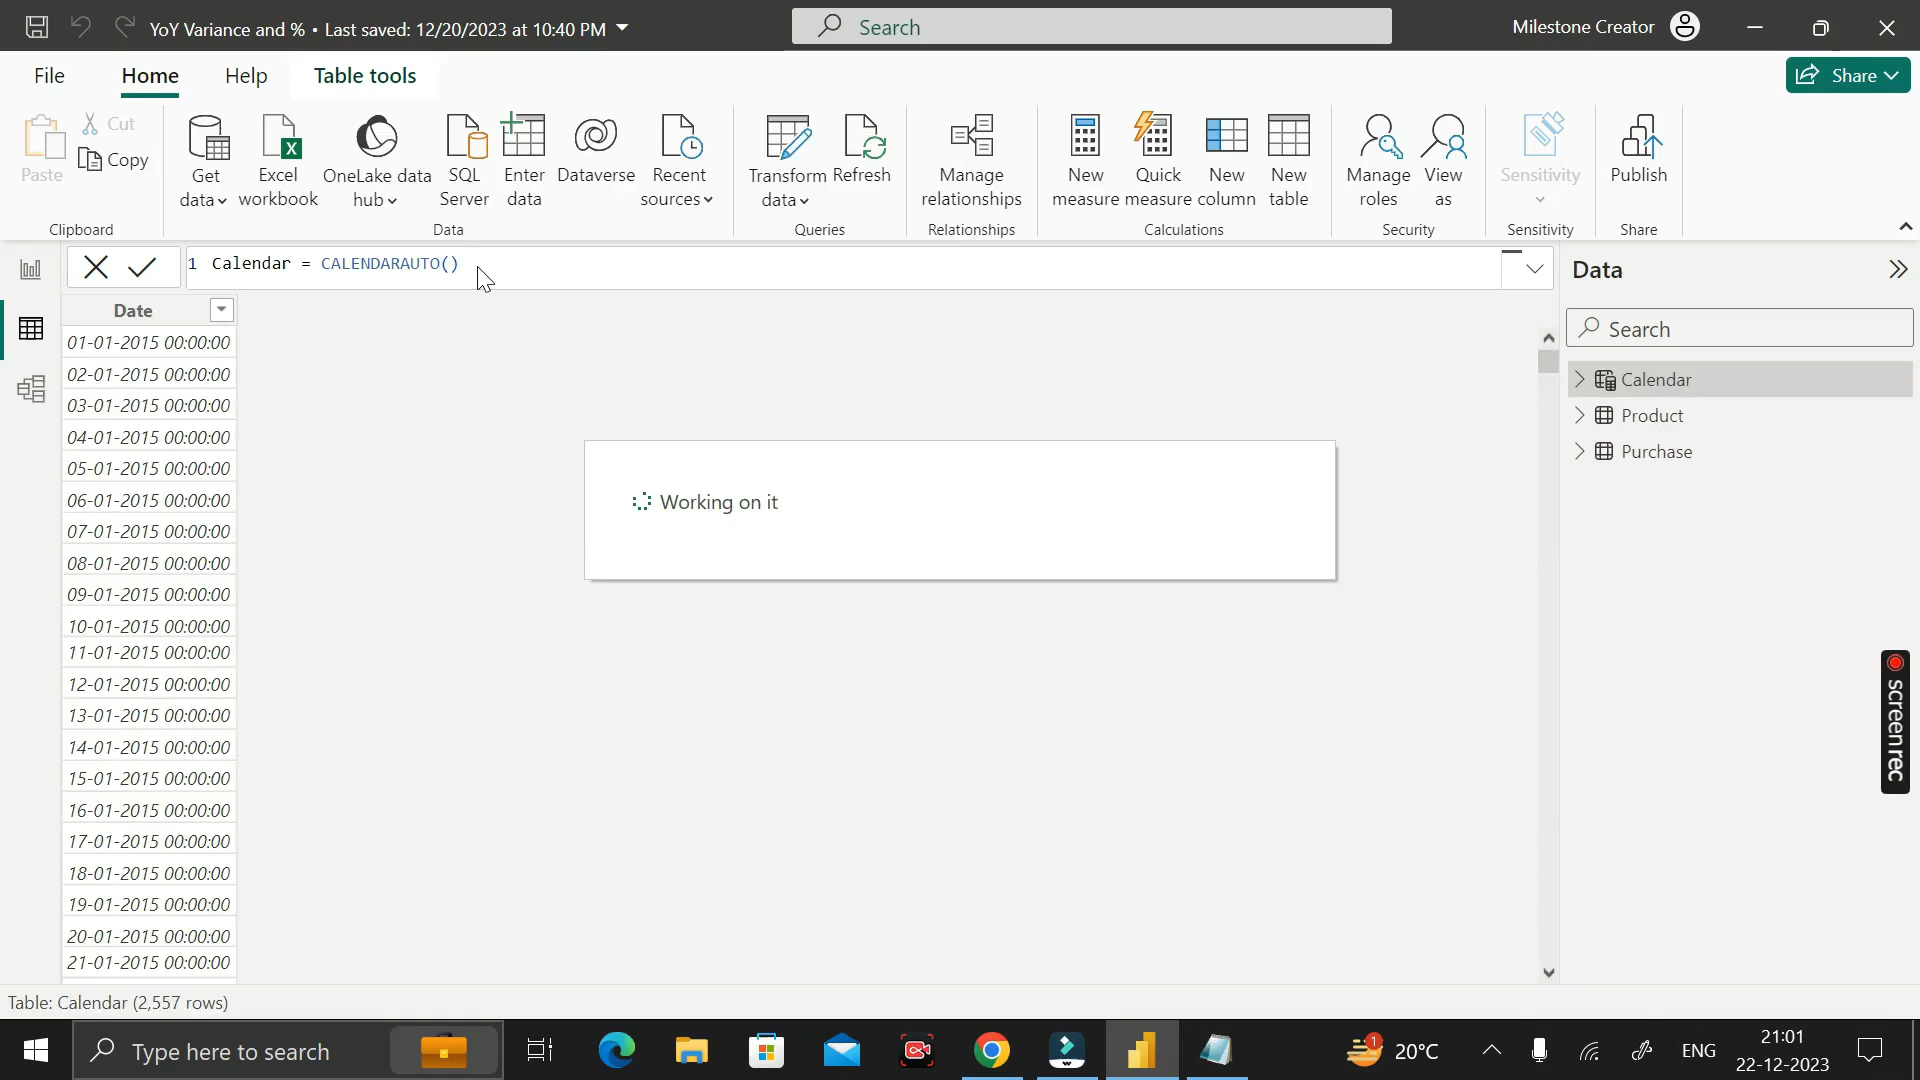 YoY Variance and % • Last saved: 12/20/2023 at 10:40 PM
Search
Milestone Creator
File
Home
Help
Table tools
Share
Paste
Cut
Copy
Get data
Excel workbook
OneLake data hub
SQL Server
Enter data
Dataverse
Recent sources
Transform data
Refresh
Manage relationships
New measure
Quick measure
New column
New table
Manage roles
View as
Sensitivity
Publish
Clipboard
Data
Queries
Relationships
Calculations
Security
Sensitivity
Share
1 Calendar = CALENDARAUTO()
Data
Search
Calendar
Product
Purchase
Date
01-01-2015 00:00:00
02-01-2015 00:00:00
03-01-2015 00:00:00
04-01-2015 00:00:00
05-01-2015 00:00:00
06-01-2015 00:00:00
07-01-2015 00:00:00
08-01-2015 00:00:00
09-01-2015 00:00:00
10-01-2015 00:00:00
11-01-2015 00:00:00
12-01-2015 00:00:00
13-01-2015 00:00:00
14-01-2015 00:00:00
15-01-2015 00:00:00
16-01-2015 00:00:00
17-01-2015 00:00:00
18-01-2015 00:00:00
19-01-2015 00:00:00
20-01-2015 00:00:00
21-01-2015 00:00:00
Working on it
screenrec
Table: Calendar (2,557 rows)
Type here to search
1
20°C
ENG
21:01
22-12-2023